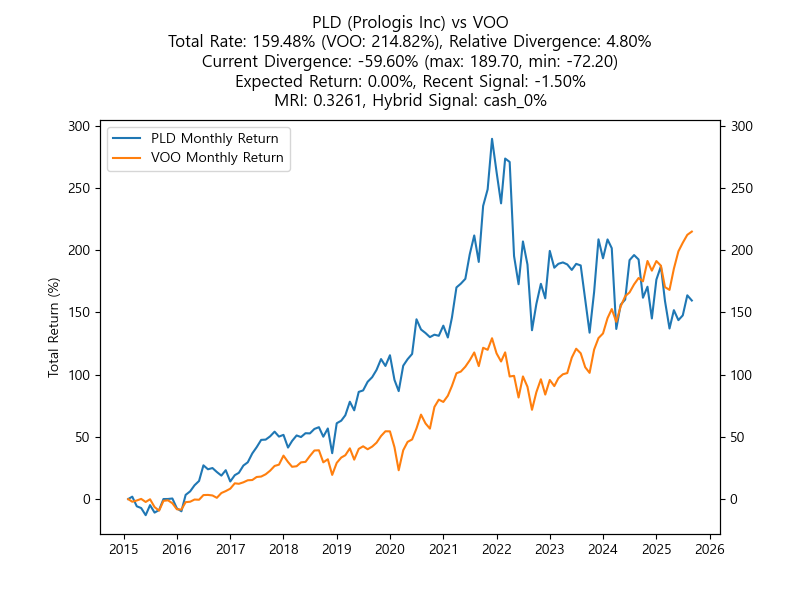 PLD (Prologis Inc) vs VOO
Total Rate: 159.48% (VOO: 214.82%), Relative Divergence: 4.80%
Current Divergence: -59.60% (max: 189.70, min: -72.20)
Expected Return: 0.00%, Recent Signal: -1.50%
MRI: 0.3261, Hybrid Signal: cash_0%
PLD Monthly Return
VOO Monthly Return
Total Return (%)
300
250
200
150
100
50
0
300
250
200
150
100
50
0
2015 2016 2017 2018 2019 2020 2021 2022 2023 2024 2025 2026